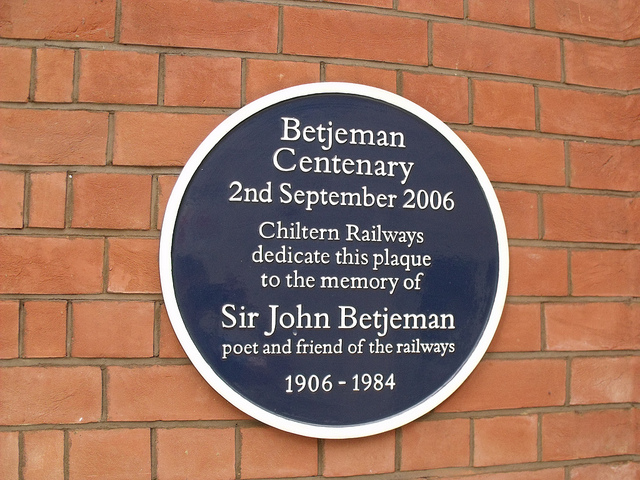 Betjeman
Centenary
2nd September 2006
Chiltern Railways
dedicate this plaque
to the memory of
Sir John Betjeman
poet and friend of the railways
1906 - 1984